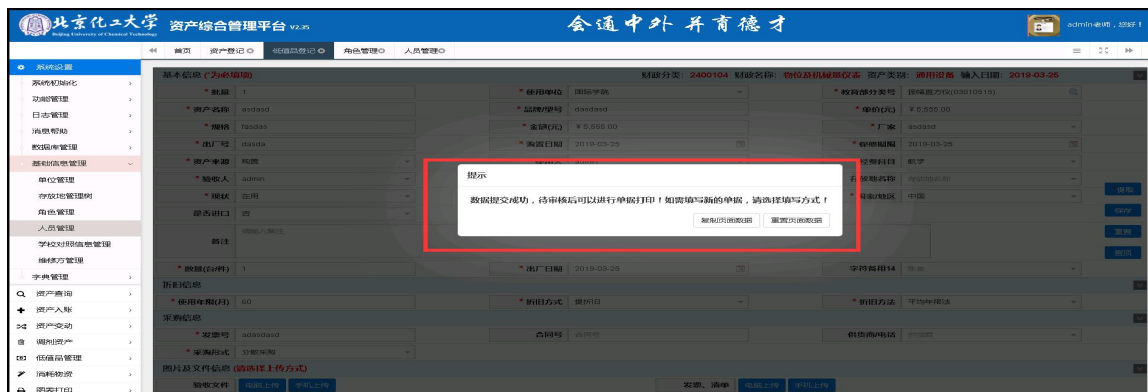 北京化工大学
Beijing University of Chemical Technology
资产综合管理平台 V2.35
会通中外 并育德才
admin老师，您好！
首页 资产登记 低值品登记 角色管理 人员管理
系统设置
系统初始化
功能管理
日志管理
消息帮助
数据库管理
基础信息管理
单位管理
存放地管理树
角色管理
人员管理
学校对照信息管理
维修方管理
字典管理
资产查询
资产入账
资产变动
调剂资产
低值品管理
消耗物资
图表打印
基本信息 (*为必填项) 财政分类：2400104 财政名称：物位及机械量仪表 资产类别：通用设备 输入日期：2019-03-25
* 批量 1 * 使用单位 国际学院 * 教育部分类号
* 资产名称 asdasd * 品牌/型号 dasdasd * 单价(元) ¥ 5,555.00
* 规格 * 金额(元) ¥ 5,555.00 * 厂家 asdasd
* 出厂号 dasda * 购置日期 2019-03-25 * 保修期限 2019-03-25
* 资产来源 购置 经费科目 教学
* 验收人 admin 存放地名称
* 现状 在用 国家/地区 中国
是否进口 否
备注 请输入备注
提取
保存
重置
返回
提示
数据提交成功，待审核后可以进行单据打印！如需填写新的单据，请选择填写方式！
复制页面数据 重置页面数据
* 数量(台/件) 1 * 出厂日期 2019-03-25 字符备用14
折旧信息
* 使用年限(月) 60 * 折旧方式 提折旧 * 折旧方法 平均年限法
采购信息
* 发票号 adasdasd 合同号 合同号 供货商/电话
* 采购形式 分散采购
图片及文件信息 (请选择上传方式)
验收文件 电脑上传 手机上传 发票、清单 电脑上传 手机上传